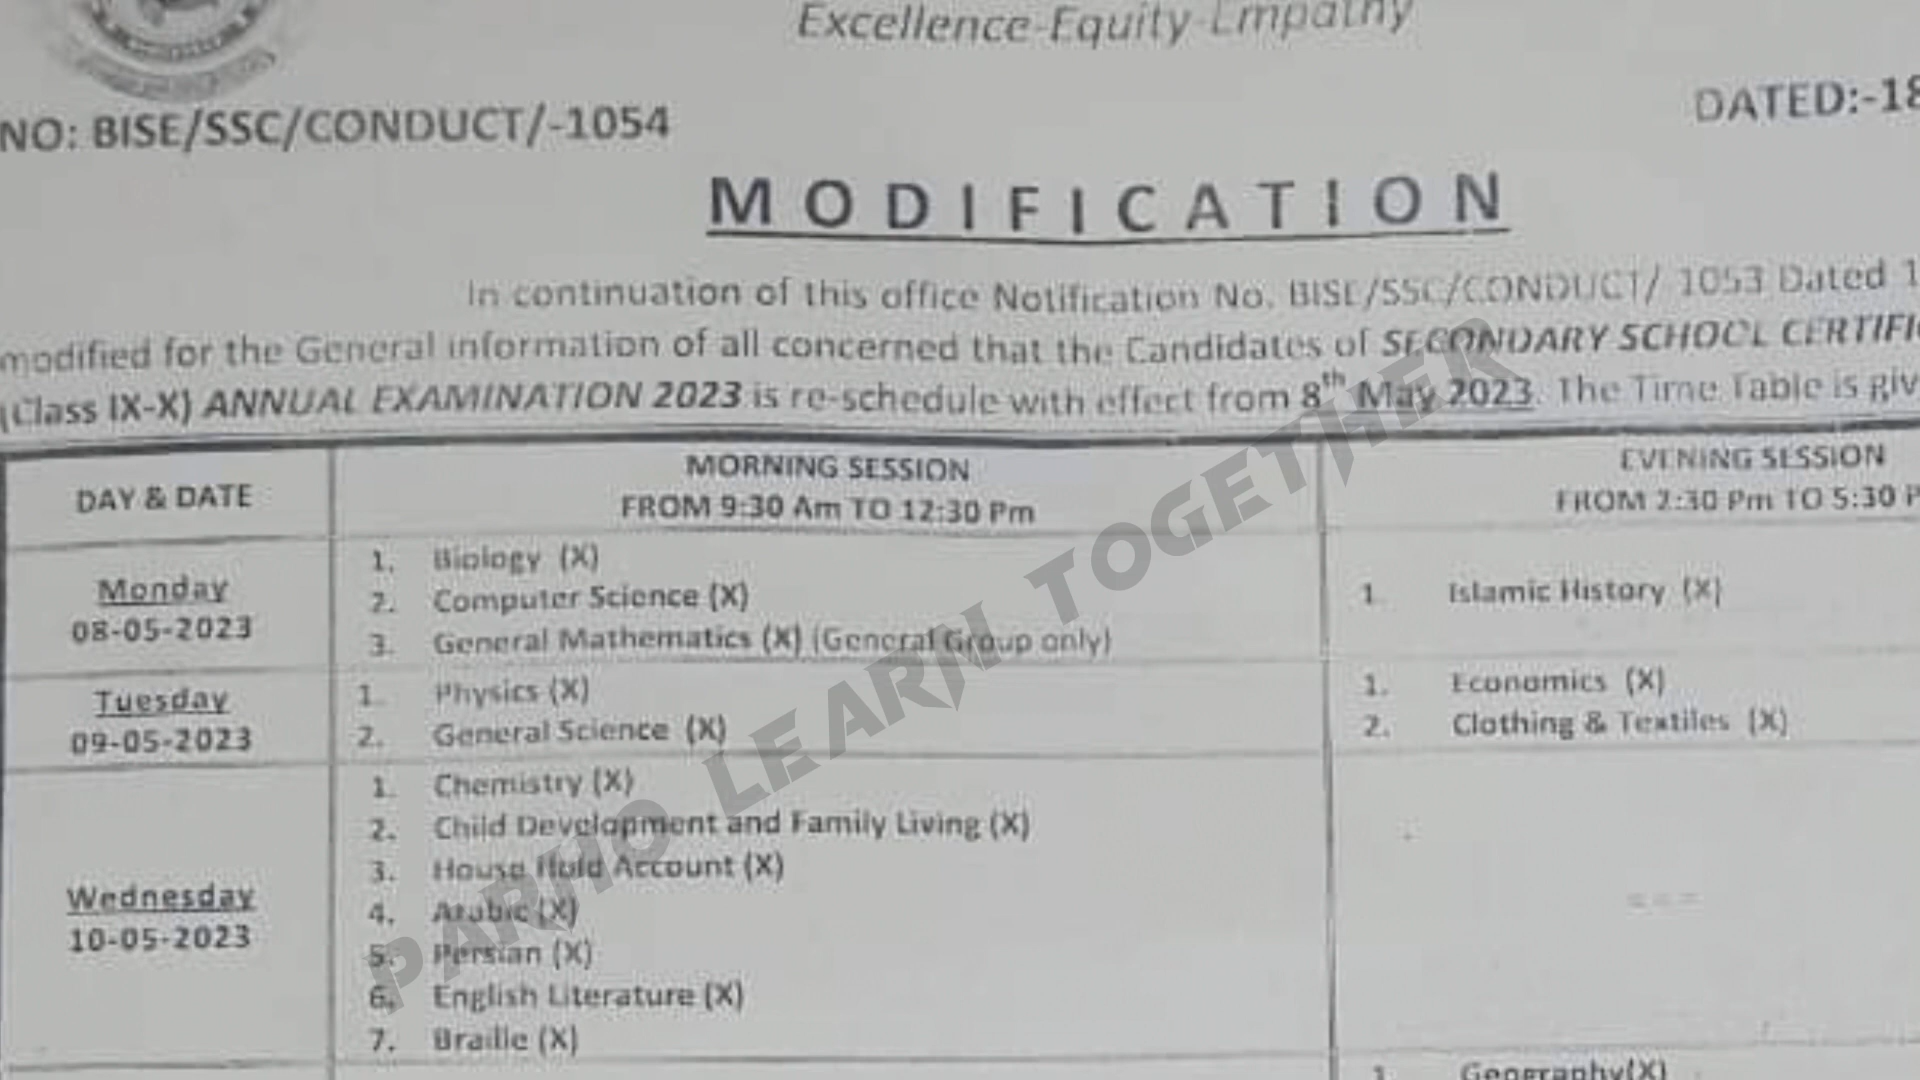 Excellence-Equity-Empathy
NO: BISE/SSC/CONDUCT/-1054
DATED:-18
MODIFICATION
In continuation of this office Notification No. BISE/SSC/CONDUCT/ 1053 Dated 1
modified for the General information of all concerned that the Candidates of SECONDARY SCHOOL CERTIFIC
(Class IX-X) ANNUAL EXAMINATION 2023 is re-schedule with effect from 8th May 2023. The Time Table is giv
DAY & DATE
MORNING SESSION
FROM 9:30 Am TO 12:30 Pm
EVENING SESSION
FROM 2:30 Pm TO 5:30 P
Monday
08-05-2023
1. Biology (X)
2. Computer Science (X)
3. General Mathematics (X) (General Group only)
1. Islamic History (X)
Tuesday
09-05-2023
1. Physics (X)
2. General Science (X)
1. Economics (X)
2. Clothing & Textiles (X)
Wednesday
10-05-2023
1. Chemistry (X)
2. Child Development and Family Living (X)
3. House Hold Account (X)
4. Arabic (X)
5. Persian (X)
6. English Literature (X)
7. Braille (X)
---
1. Geography(X)
PARHO LEARN TOGETHER